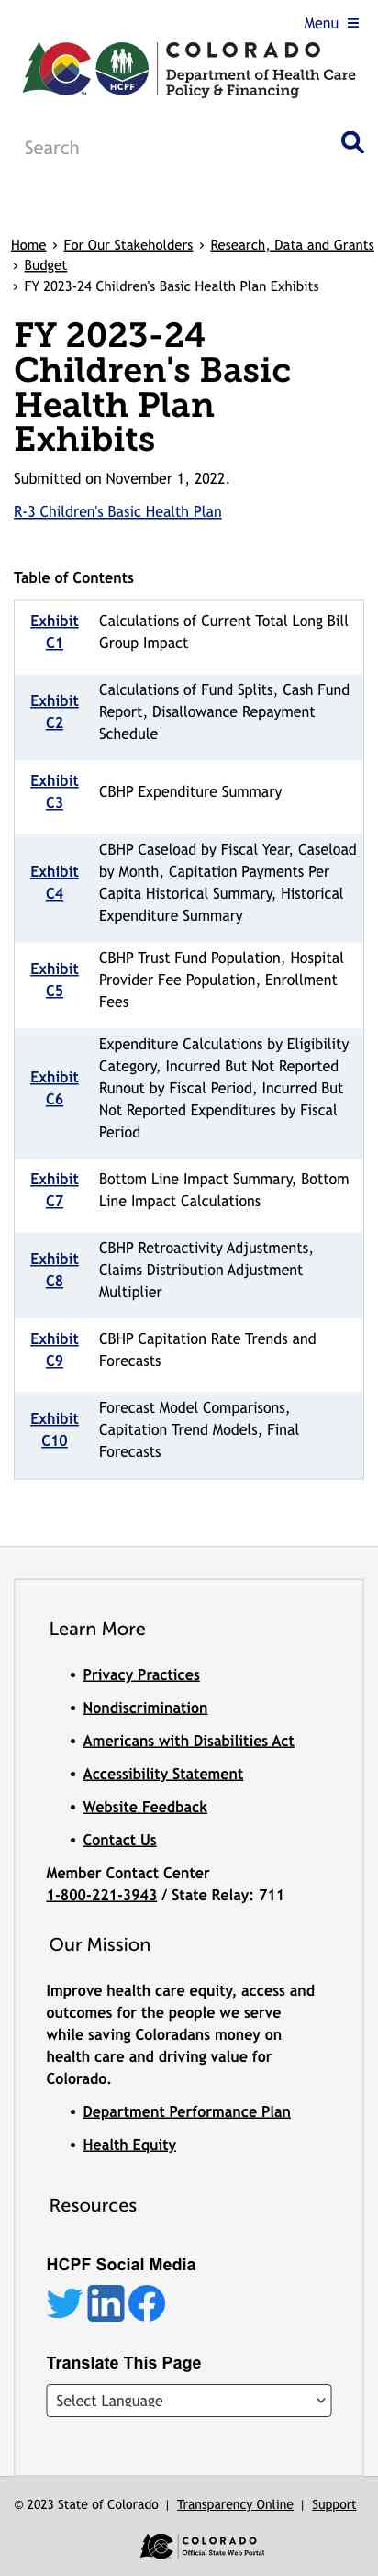 Menu
COLORADO
Department of Health Care
Policy & Financing
HCPF
Search
Home › For Our Stakeholders › Research, Data and Grants
› Budget
› FY 2023-24 Children's Basic Health Plan Exhibits
FY 2023-24
Children's Basic
Health Plan
Exhibits
Submitted on November 1, 2022.
R-3 Children's Basic Health Plan
Table of Contents
Exhibit C1
Calculations of Current Total Long Bill
Group Impact
Exhibit C2
Calculations of Fund Splits, Cash Fund
Report, Disallowance Repayment
Schedule
Exhibit C3
CBHP Expenditure Summary
Exhibit C4
CBHP Caseload by Fiscal Year, Caseload
by Month, Capitation Payments Per
Capita Historical Summary, Historical
Expenditure Summary
Exhibit C5
CBHP Trust Fund Population, Hospital
Provider Fee Population, Enrollment
Fees
Exhibit C6
Expenditure Calculations by Eligibility
Category, Incurred But Not Reported
Runout by Fiscal Period, Incurred But
Not Reported Expenditures by Fiscal
Period
Exhibit C7
Bottom Line Impact Summary, Bottom
Line Impact Calculations
Exhibit C8
CBHP Retroactivity Adjustments,
Claims Distribution Adjustment
Multiplier
Exhibit C9
CBHP Capitation Rate Trends and
Forecasts
Exhibit C10
Forecast Model Comparisons,
Capitation Trend Models, Final
Forecasts
Learn More
• Privacy Practices
• Nondiscrimination
• Americans with Disabilities Act
• Accessibility Statement
• Website Feedback
• Contact Us
Member Contact Center
1-800-221-3943 / State Relay: 711
Our Mission
Improve health care equity, access and
outcomes for the people we serve
while saving Coloradans money on
health care and driving value for
Colorado.
• Department Performance Plan
• Health Equity
Resources
HCPF Social Media
in
Translate This Page
Select Language
© 2023 State of Colorado | Transparency Online | Support
COLORADO
Official State Web Portal